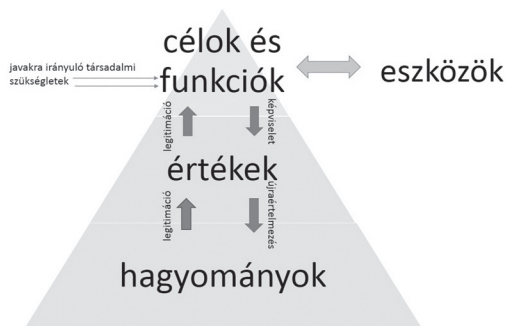 célok és
funkciók
javakra irányuló társadalmi
szükségletek
eszközök
legitimáció
képviselet
értékek
legitimáció
újraértelmezés
hagyományok